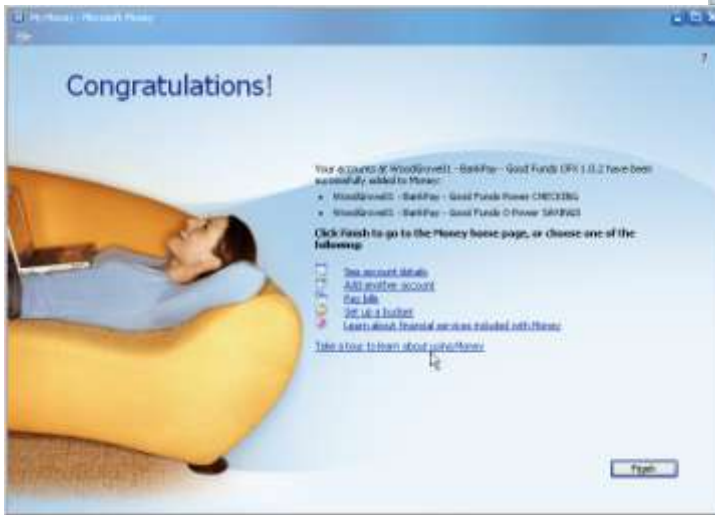 My Money - Microsoft Money
File
?
Congratulations!
Your accounts at WoodGrove01 - BankPay - Good Funds OFX 1.0.2 have been
successfully added to Money:
• WoodGrove01 - BankPay - Good Funds Power CHECKING
• WoodGrove01 - BankPay - Good Funds O Power SAVINGS
Click Finish to go to the Money home page, or choose one of the
following:
See account details
Add another account
Pay bills
Set up a budget
Learn about financial services included with Money
Take a tour to learn about using Money
Finish